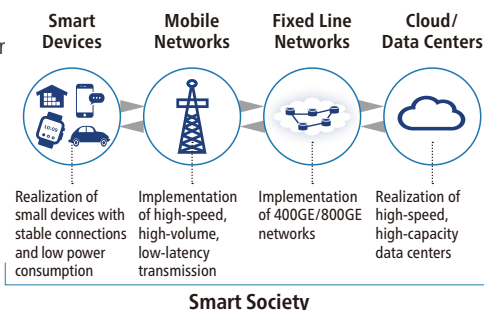 Smart
Devices
Mobile
Networks
Fixed Line
Networks
Cloud/
Data Centers
r
10:09
Realization of
small devices with
stable connections
and low power
consumption
Implementation
of high-speed,
high-volume,
low-latency
transmission
Implementation
of 400GE/800GE
networks
Realization of
high-speed,
high-capacity
data centers
Smart Society